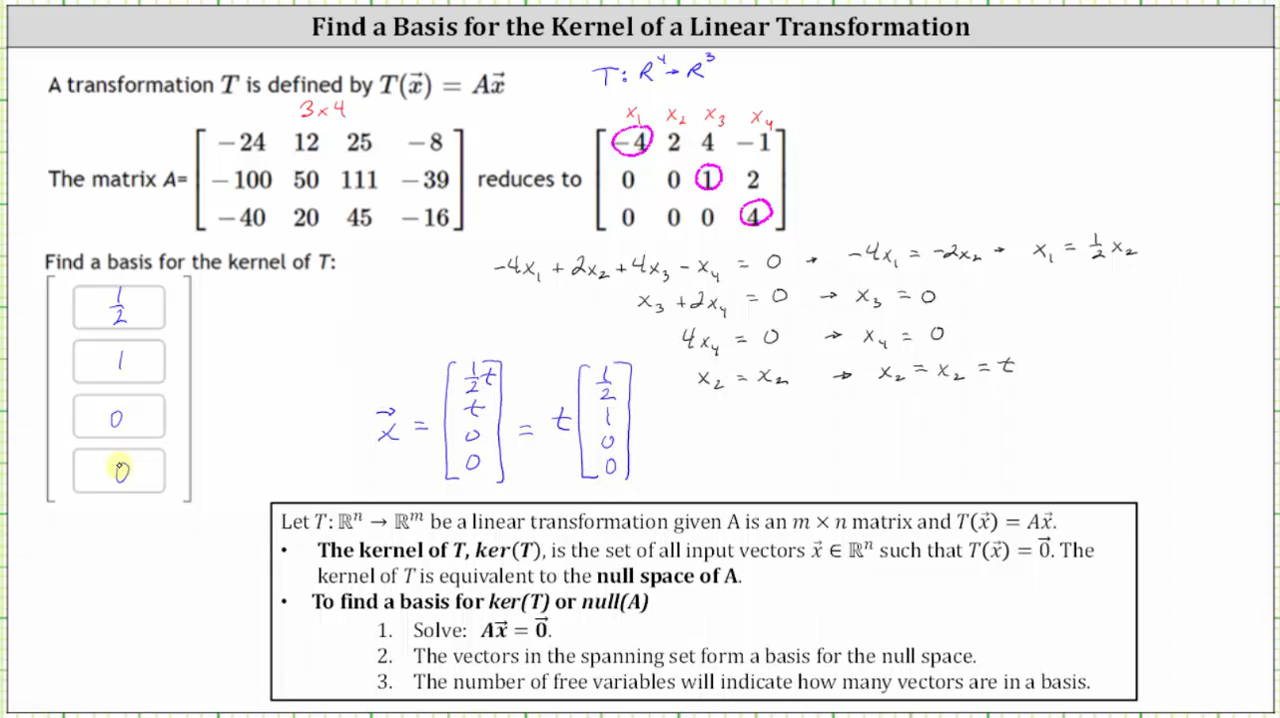 Find a Basis for the Kernel of a Linear Transformation
A transformation T is defined by T(x⃗) = Ax⃗
T: R⁴→R³
3×4
x₁ x₂ x₃ x₄
The matrix A= [ −24 12 25 −8 ] reduces to [ −4 2 4 −1 ]
[ −100 50 111 −39 ] [ 0 0 1 2 ]
[ −40 20 45 −16 ] [ 0 0 0 4 ]
Find a basis for the kernel of T:
1/2
1
0
0
−4x₁ + 2x₂ + 4x₃ − x₄ = 0 → −4x₁ = −2x₂ → x₁ = 1/2 x₂
x₃ + 2x₄ = 0 → x₃ = 0
4x₄ = 0 → x₄ = 0
x₂ = x₂ → x₂ = x₂ = t
x⃗ = [ 1/2 t ] = t [ 1/2 ]
[ t ] [ 1 ]
[ 0 ] [ 0 ]
[ 0 ] [ 0 ]
Let T: ℝⁿ → ℝᵐ be a linear transformation given A is an m × n matrix and T(x⃗) = Ax⃗.
• The kernel of T, ker(T), is the set of all input vectors x⃗ ∈ ℝⁿ such that T(x⃗) = 0⃗. The
kernel of T is equivalent to the null space of A.
• To find a basis for ker(T) or null(A)
1. Solve: Ax⃗ = 0⃗.
2. The vectors in the spanning set form a basis for the null space.
3. The number of free variables will indicate how many vectors are in a basis.